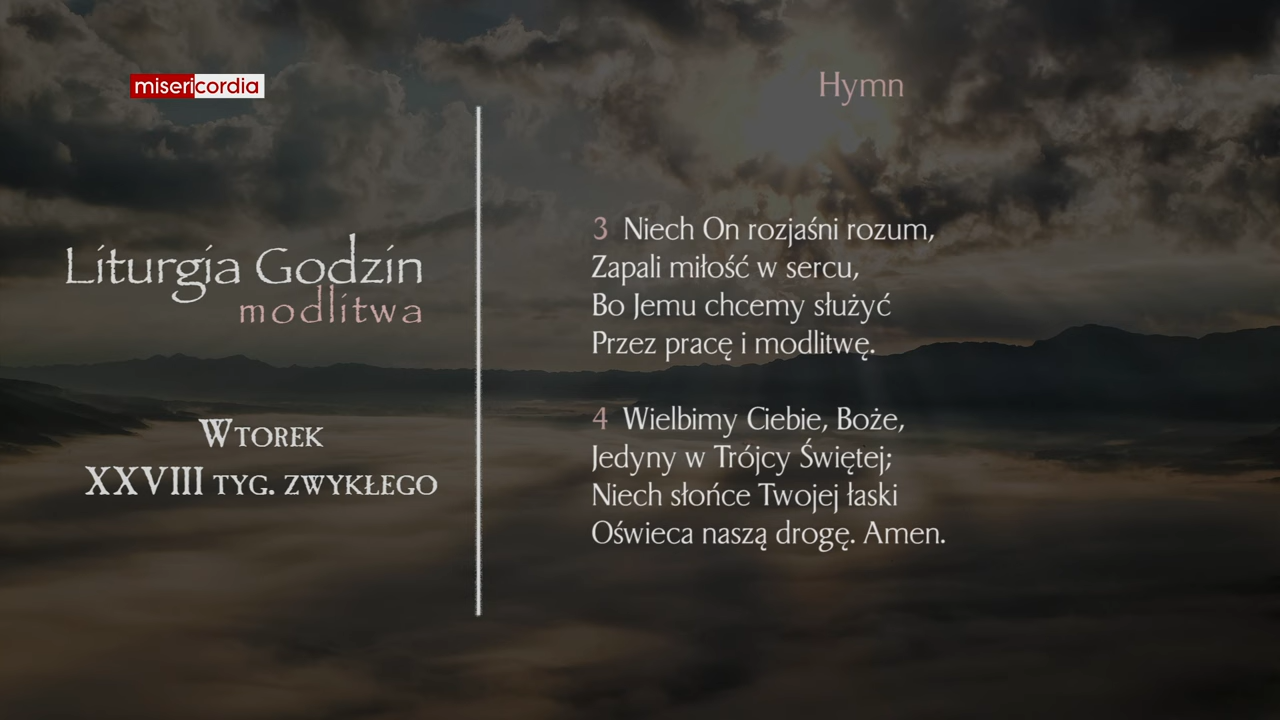 misericordia
Liturgia Godzin
modlitwa
Wtorek
XXVIII tyg. zwykłego
Hymn
3 Niech On rozjaśni rozum,
Zapali miłość w sercu,
Bo Jemu chcemy służyć
Przez pracę i modlitwę.
4 Wielbimy Ciebie, Boże,
Jedyny w Trójcy Świętej;
Niech słońce Twojej łaski
Oświeca naszą drogę. Amen.